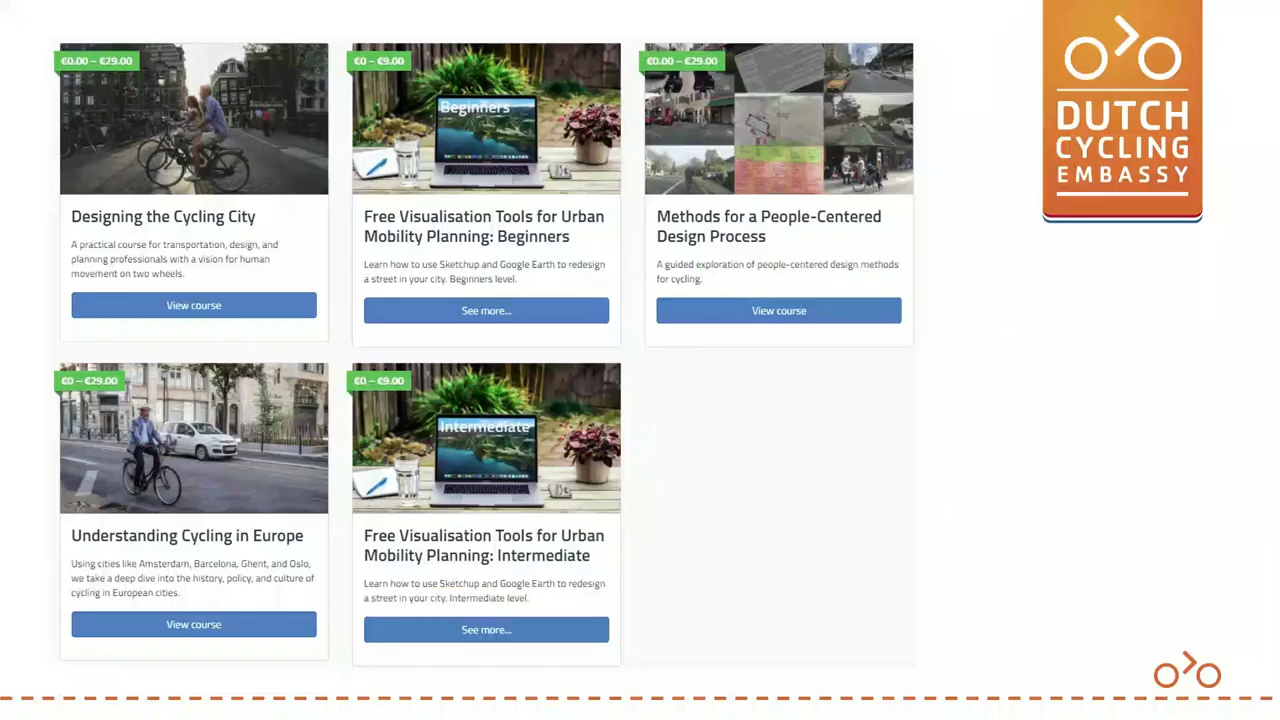 €0.00 – €29.00
Designing the Cycling City
A practical course for transportation, design, and
planning professionals with a vision for human
movement on two wheels.
View course
€0 – €9.00
Beginners
Free Visualisation Tools for Urban
Mobility Planning: Beginners
Learn how to use Sketchup and Google Earth to redesign
a street in your city. Beginners level.
See more...
€0.00 – €29.00
Methods for a People-Centered
Design Process
A guided exploration of people-centered design methods
for cycling.
View course
€0 – €29.00
Understanding Cycling in Europe
Using cities like Amsterdam, Barcelona, Ghent, and Oslo,
we take a deep dive into the history, policy, and culture of
cycling in European cities.
View course
€0 – €9.00
Intermediate
Free Visualisation Tools for Urban
Mobility Planning: Intermediate
Learn how to use Sketchup and Google Earth to redesign
a street in your city. Intermediate level.
See more...
DUTCH
CYCLING
EMBASSY